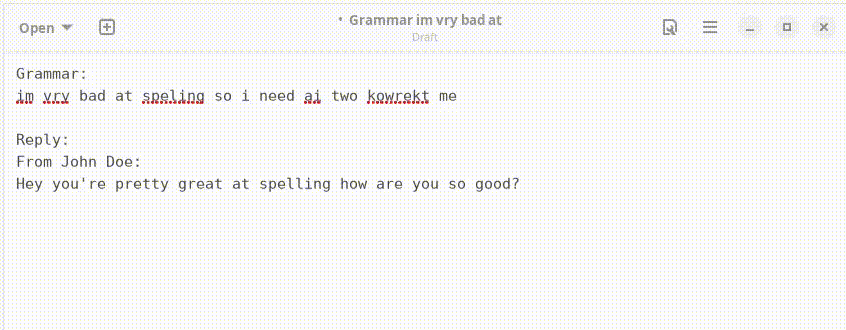 Open
• Grammar im vry bad at
Draft
Grammar:
im vry bad at speling so i need ai two kowrekt me
Reply:
From John Doe:
Hey you're pretty great at spelling how are you so good?